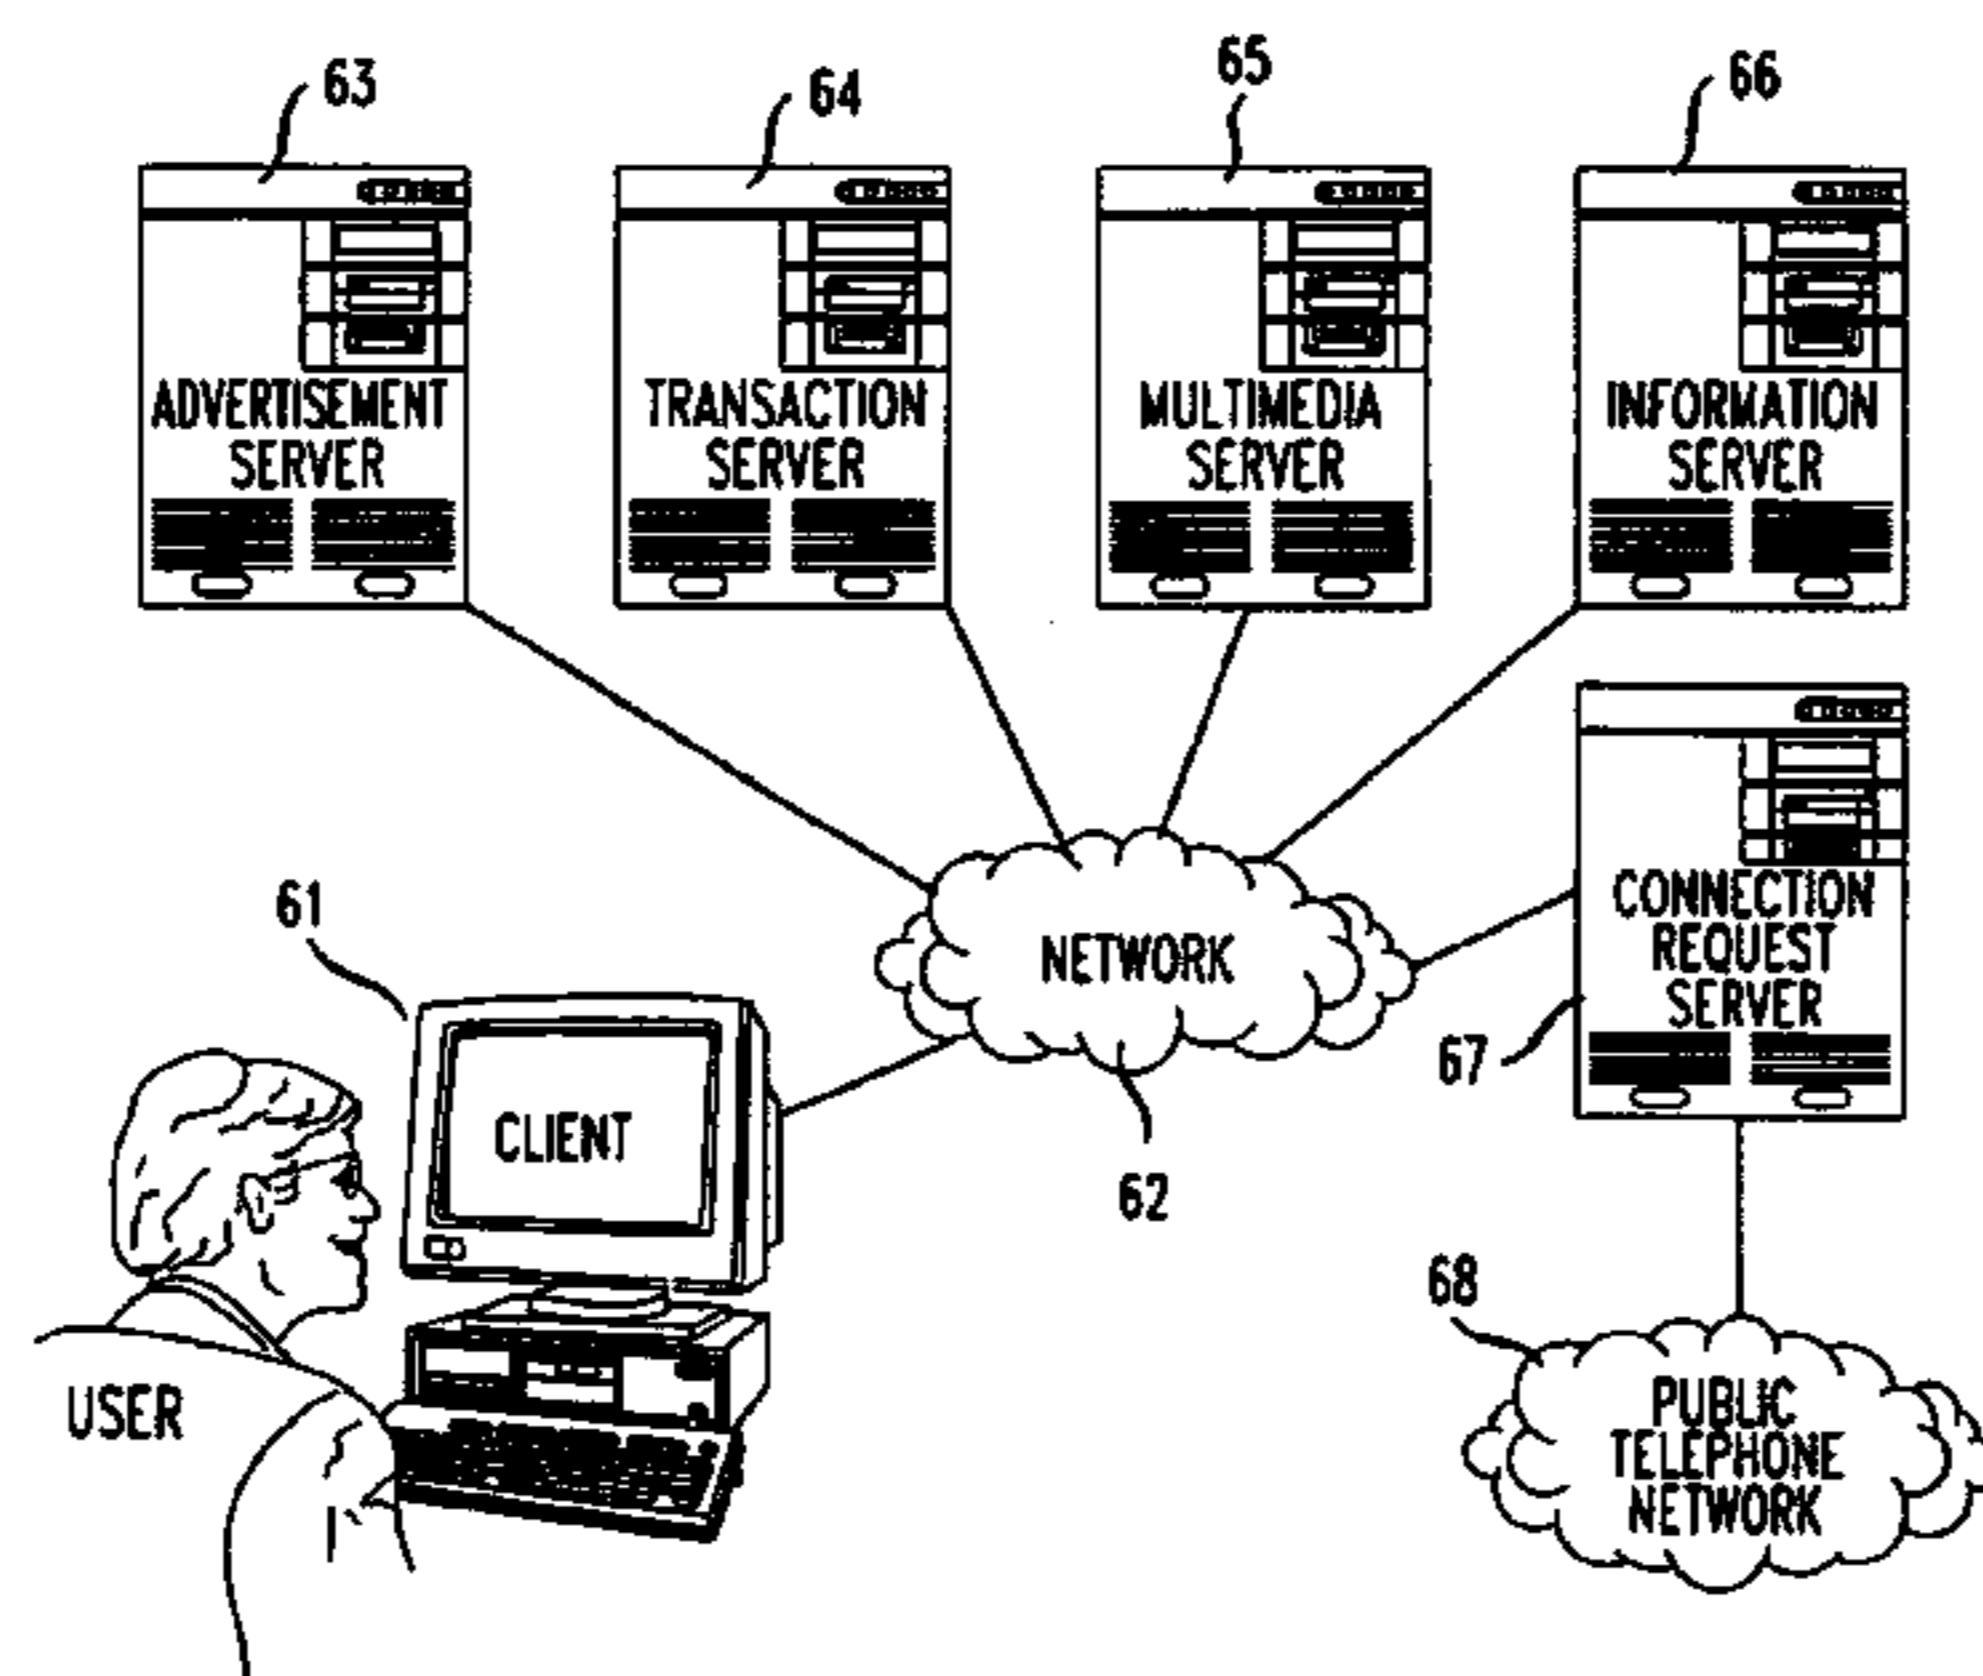 63
64
65
66
ADVERTISEMENT
SERVER
TRANSACTION
SERVER
MULTIMEDIA
SERVER
INFORMATION
SERVER
CONNECTION
REQUEST
SERVER
67
NETWORK
62
61
CLIENT
USER
68
PUBLIC
TELEPHONE
NETWORK